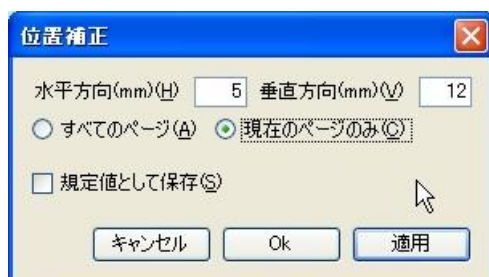 位置補正
水平方向(mm)(H) 5 垂直方向(mm)(V) 12
すべてのページ(A) 現在のページのみ(C)
規定値として保存(S)
キャンセル Ok 適用